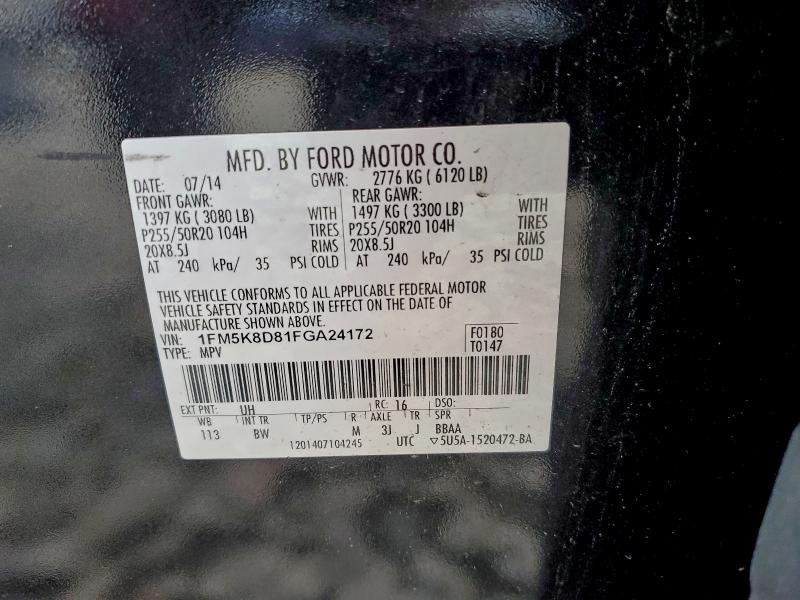 MFD. BY FORD MOTOR CO.
DATE: 07/14 GVWR: 2776 KG ( 6120 LB)
FRONT GAWR: REAR GAWR:
1397 KG ( 3080 LB) WITH 1497 KG ( 3300 LB) WITH
P255/50R20 104H TIRES P255/50R20 104H TIRES
20X8.5J RIMS 20X8.5J RIMS
AT 240 kPa/ 35 PSI COLD AT 240 kPa/ 35 PSI COLD
THIS VEHICLE CONFORMS TO ALL APPLICABLE FEDERAL MOTOR
VEHICLE SAFETY STANDARDS IN EFFECT ON THE DATE OF
MANUFACTURE SHOWN ABOVE.
VIN: 1FM5K8D81FGA24172 F0180
TYPE: MPV T0147
EXT PNT: UH RC: 16 DSO:
WB INT TR TP/PS R AXLE TR SPR
113 BW M 3J J BBAA
1201407104245 UTC ▽5U5A-1520472-BA